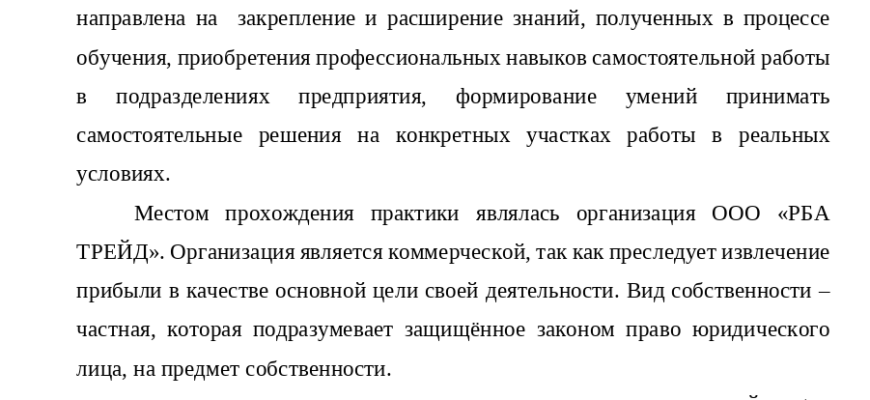 направлена на закрепление и расширение знаний, полученных в процессе
обучения, приобретения профессиональных навыков самостоятельной работы
в подразделениях предприятия, формирование умений принимать
самостоятельные решения на конкретных участках работы в реальных
условиях.
Местом прохождения практики являлась организация ООО «РБА
ТРЕЙД». Организация является коммерческой, так как преследует извлечение
прибыли в качестве основной цели своей деятельности. Вид собственности –
частная, которая подразумевает защищённое законом право юридического
лица, на предмет собственности.